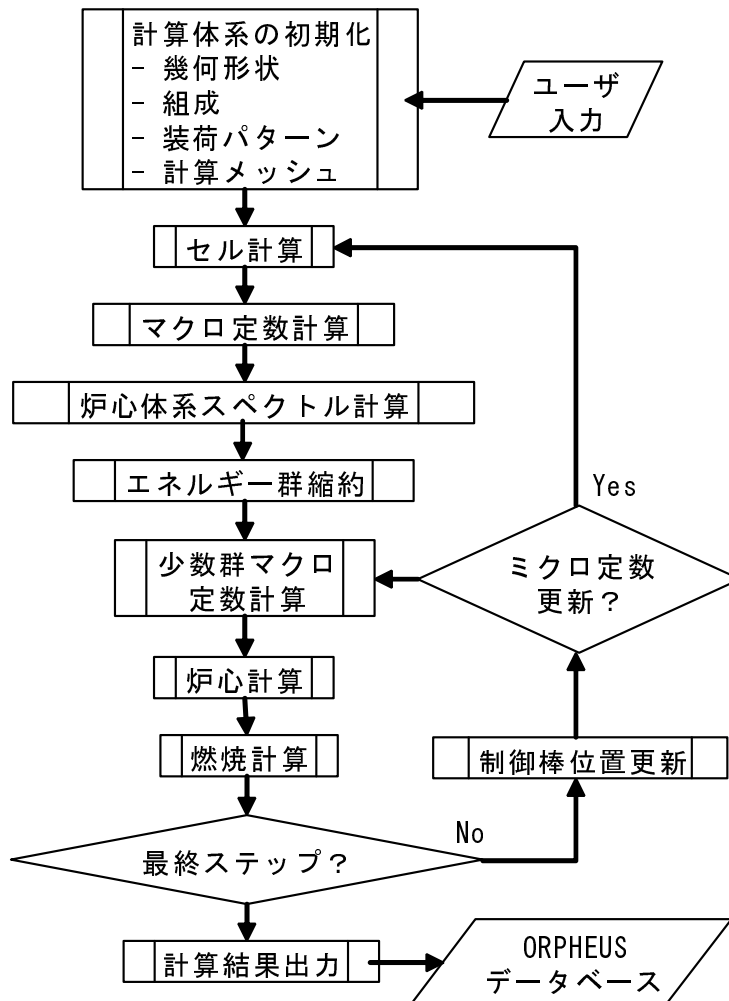 計算体系の初期化
- 幾何形状
- 組成
- 装荷パターン
- 計算メッシュ
ユーザ
入力
セル計算
マクロ定数計算
炉心体系スペクトル計算
エネルギー群縮約
Yes
少数群マクロ
定数計算
ミクロ定数
更新？
炉心計算
燃焼計算
制御棒位置更新
No
最終ステップ？
計算結果出力
ORPHEUS
データベース